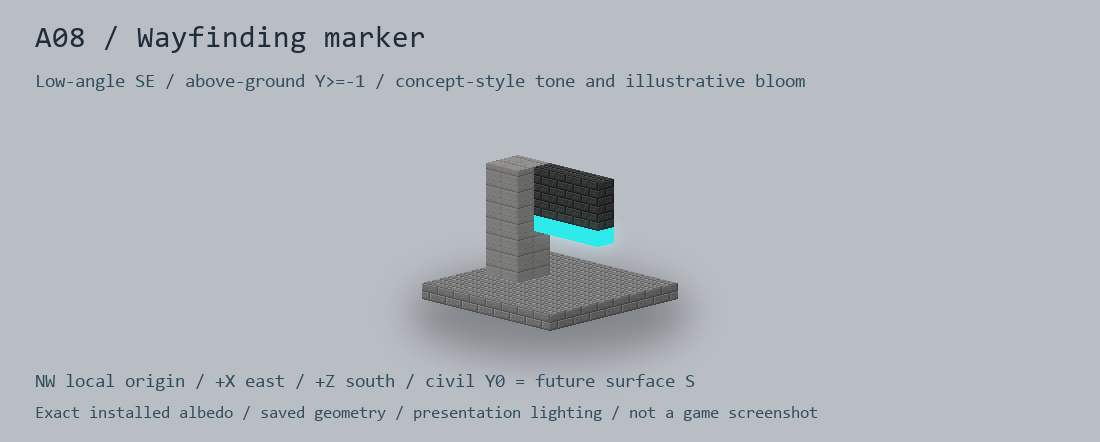 A08 / Wayfinding marker
Low-angle SE / above-ground Y>=-1 / concept-style tone and illustrative bloom
NW local origin / +X east / +Z south / civil Y0 = future surface S
Exact installed albedo / saved geometry / presentation lighting / not a game screenshot